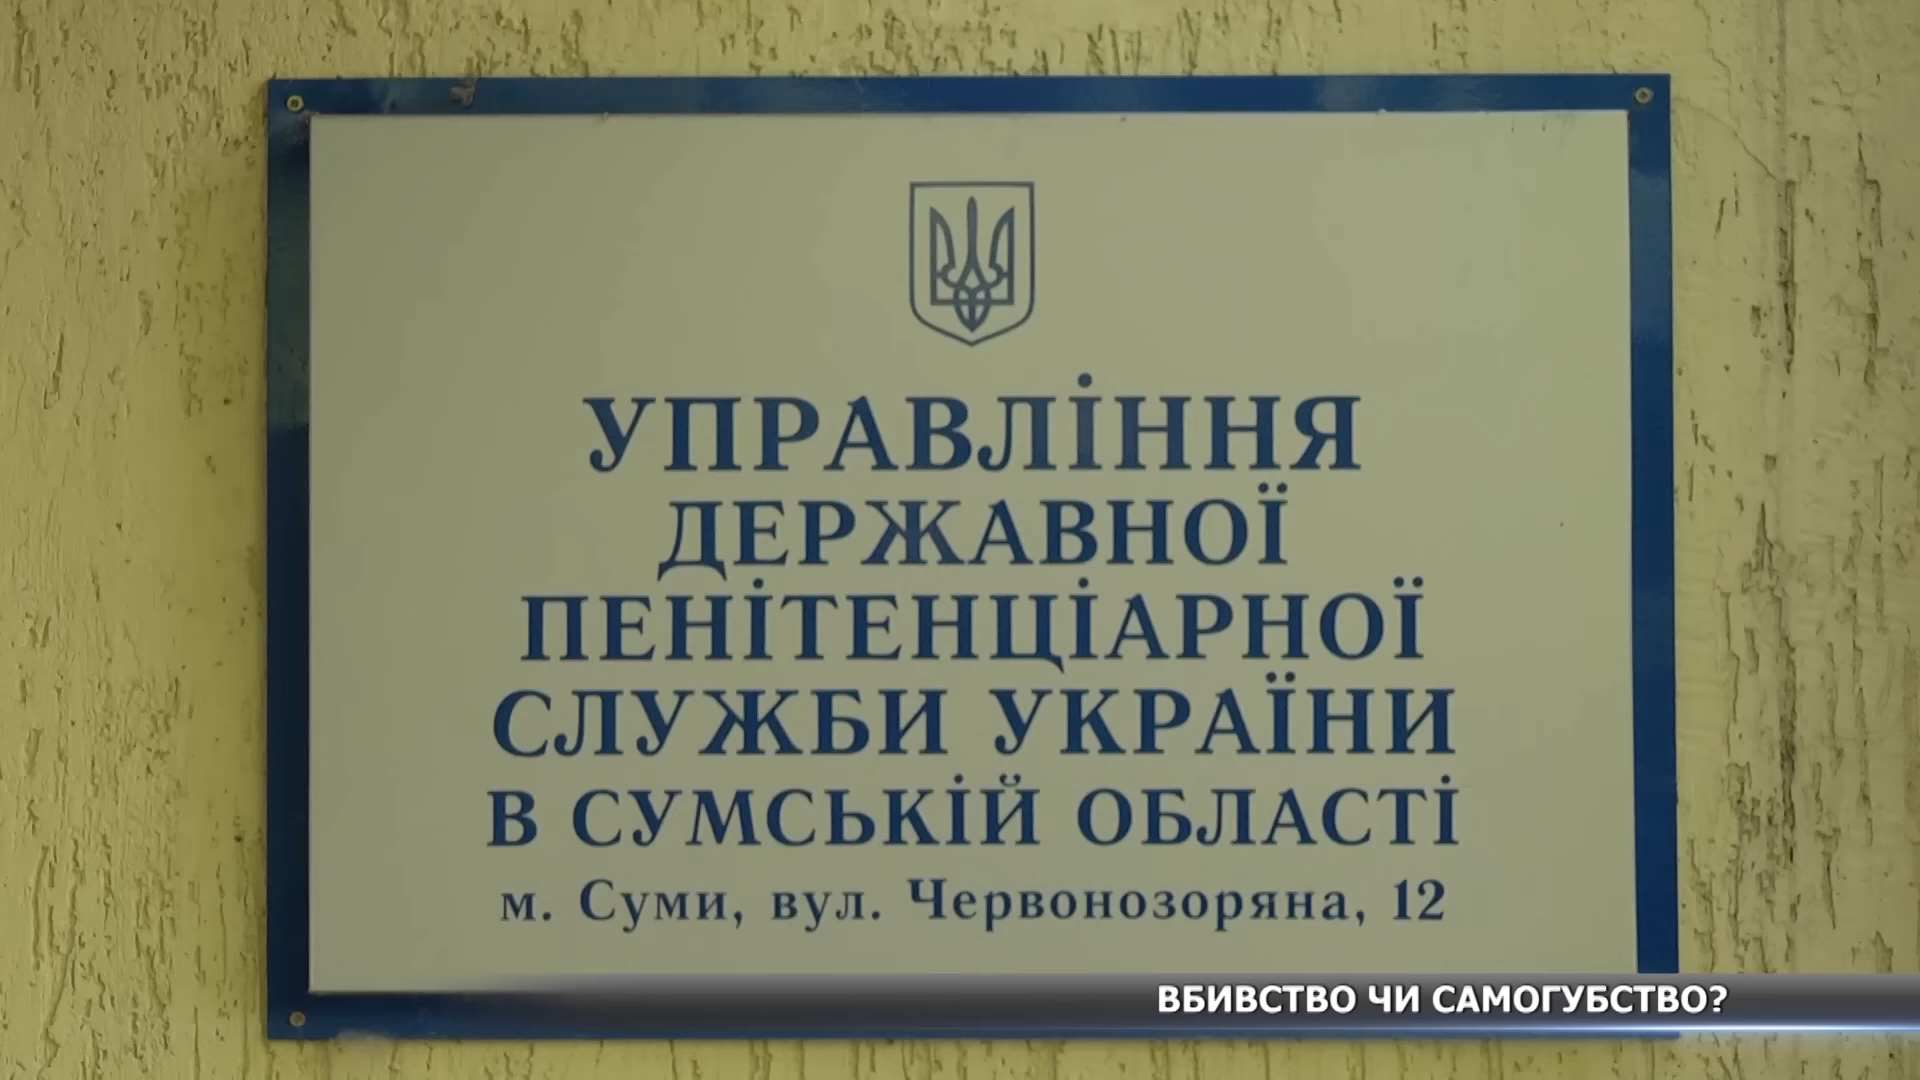 УПРАВЛІННЯ
ДЕРЖАВНОЇ
ПЕНІТЕНЦІАРНОЇ
СЛУЖБИ УКРАЇНИ
В СУМСЬКІЙ ОБЛАСТІ
м. Суми, вул. Червонозоряна, 12
ВБИВСТВО ЧИ САМОГУБСТВО?